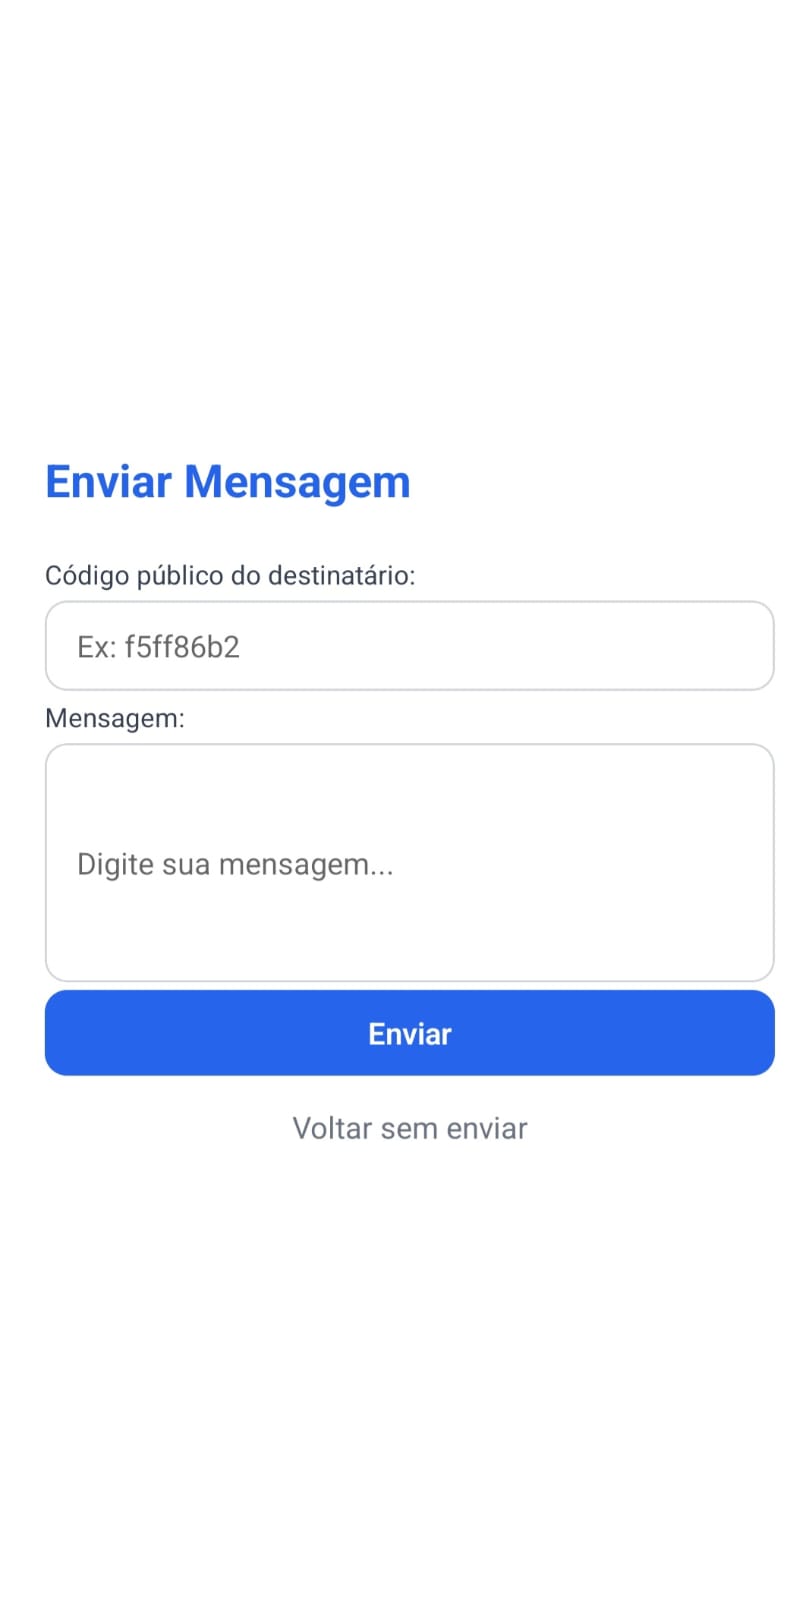 Enviar Mensagem
Código público do destinatário:
Ex: f5ff86b2
Mensagem:
Digite sua mensagem...
Enviar
Voltar sem enviar